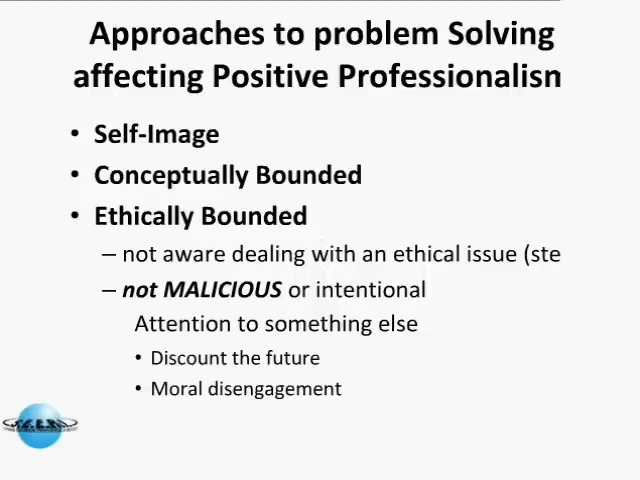 Approaches to problem Solving
affecting Positive Professionalism
• Self-Image
• Conceptually Bounded
• Ethically Bounded
– not aware dealing with an ethical issue (ste
– not MALICIOUS or intentional
Attention to something else
• Discount the future
• Moral disengagement